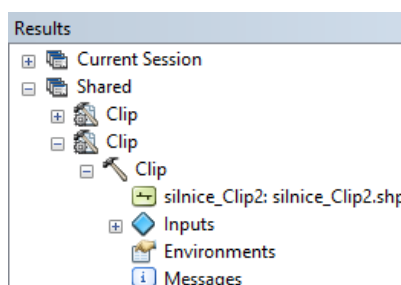 Results
Current Session
Shared
Clip
Clip
Clip
silnice_Clip2: silnice_Clip2.shp
Inputs
Environments
Messages